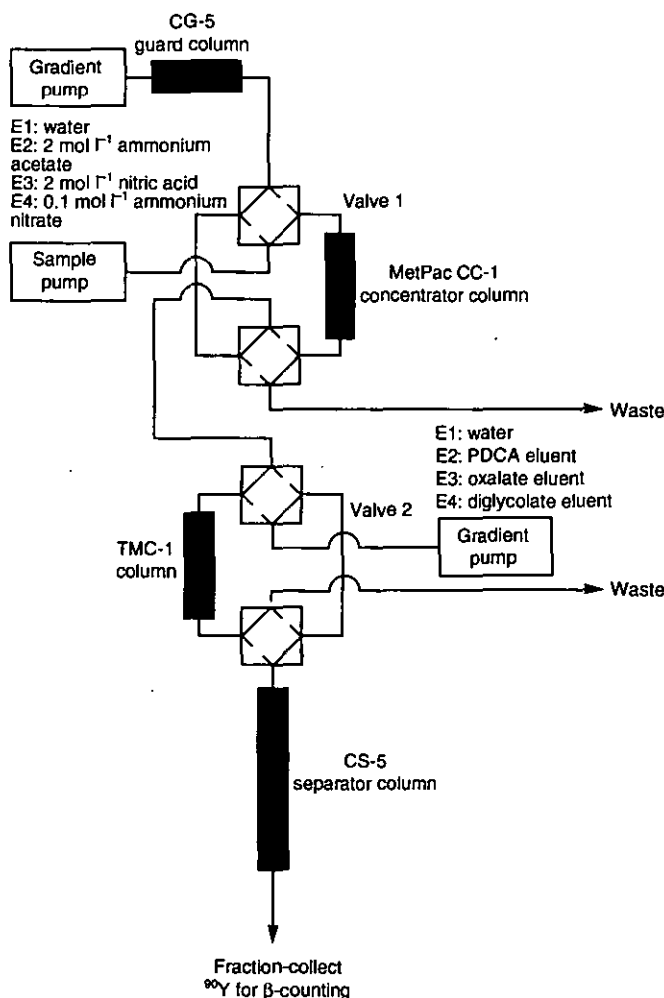 CG-5
guard column
Gradient
pump
E1: water
E2: 2 mol l⁻¹ ammonium
acetate
E3: 2 mol l⁻¹ nitric acid
E4: 0.1 mol l⁻¹ ammonium
nitrate
Valve 1
Sample
pump
MetPac CC-1
concentrator column
Waste
E1: water
E2: PDCA eluent
E3: oxalate eluent
E4: diglycolate eluent
Valve 2
Gradient
pump
TMC-1
column
Waste
CS-5
separator column
Fraction-collect
⁹⁰Y for β-counting